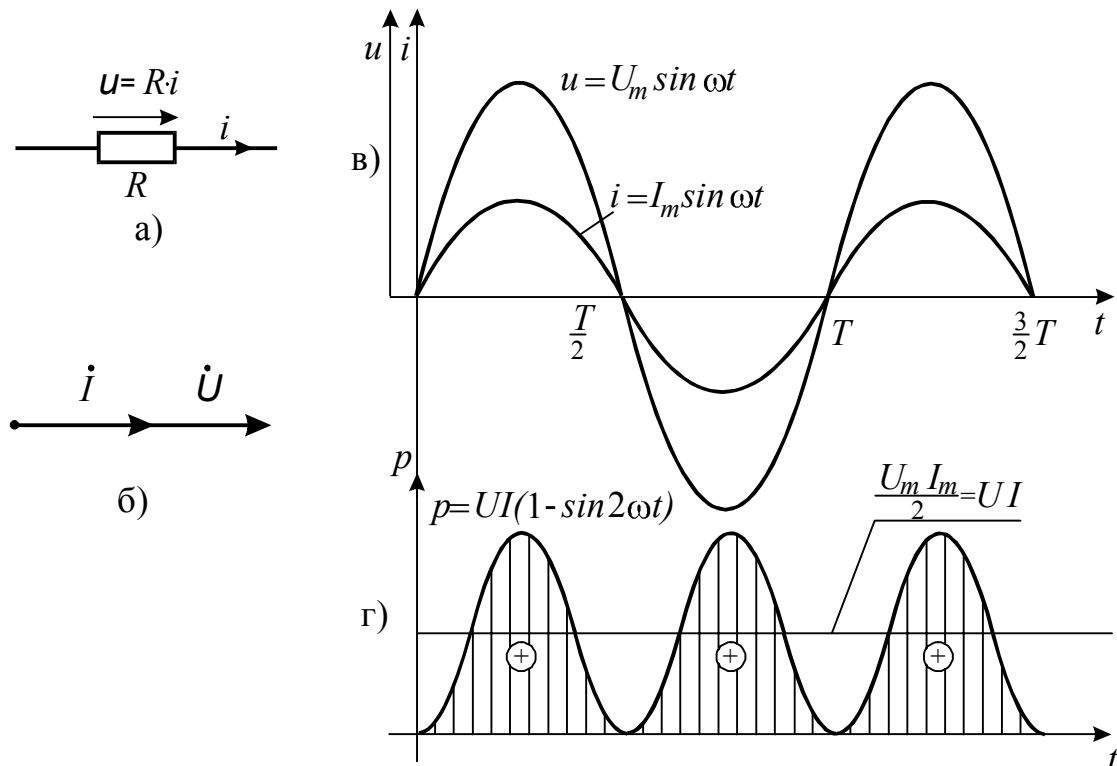 u= R·i
i
R
а)
İ U̇
б)
u i
u=U_m sin ωt
в)
i=I_m sin ωt
T/2
T
3/2 T
t
p
p=UI(1-sin2ωt)
U_m I_m/2=UI
г)
+ + +
t